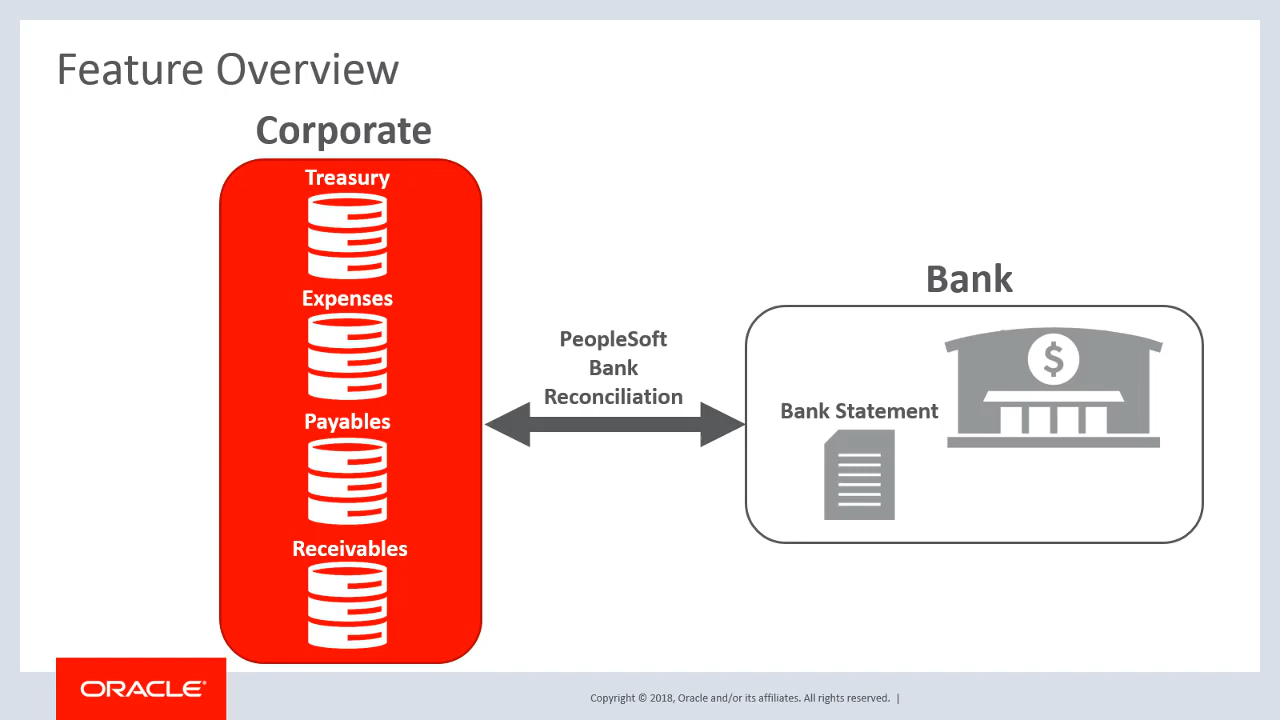 Feature Overview
Corporate
Treasury
Expenses
Payables
Receivables
PeopleSoft
Bank
Reconciliation
Bank
Bank Statement
$
ORACLE®
Copyright © 2018, Oracle and/or its affiliates. All rights reserved. |